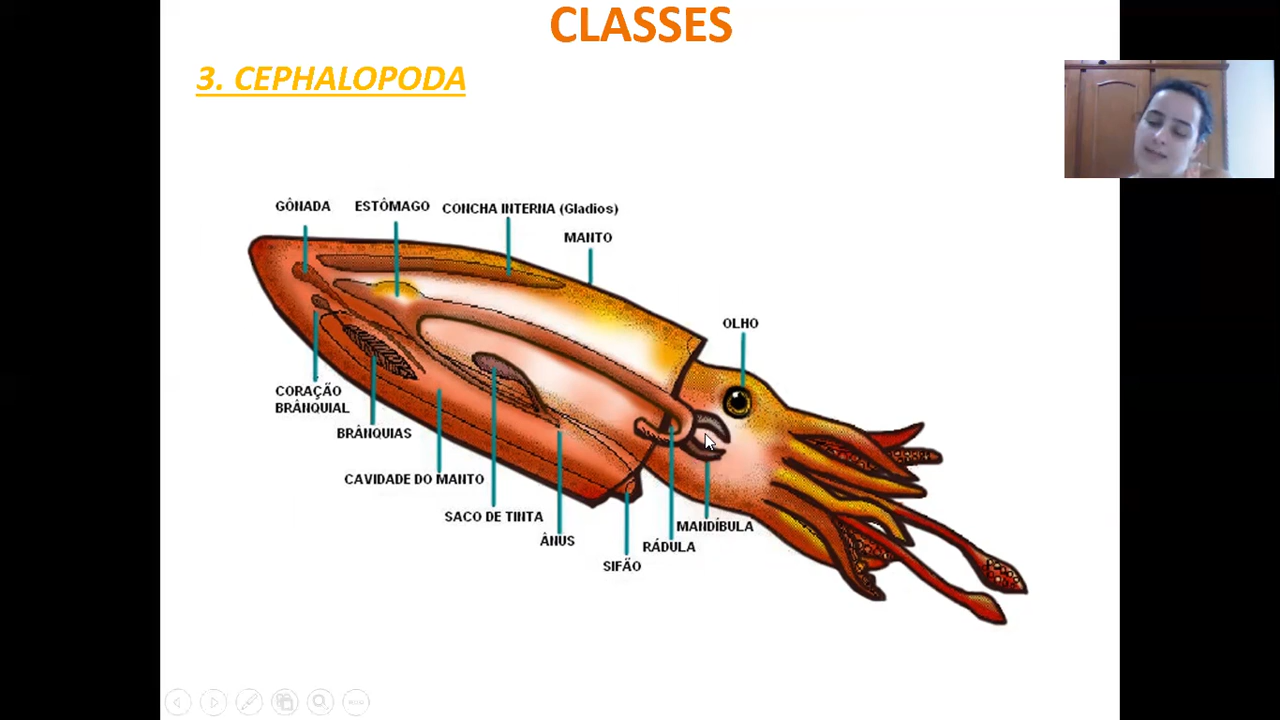 CLASSES
3. CEPHALOPODA
GÔNADA
ESTÔMAGO
CONCHA INTERNA (Gladios)
MANTO
OLHO
CORAÇÃO
BRÂNQUIAL
BRÂNQUIAS
CAVIDADE DO MANTO
SACO DE TINTA
ÂNUS
SIFÃO
RÁDULA
MANDÍBULA